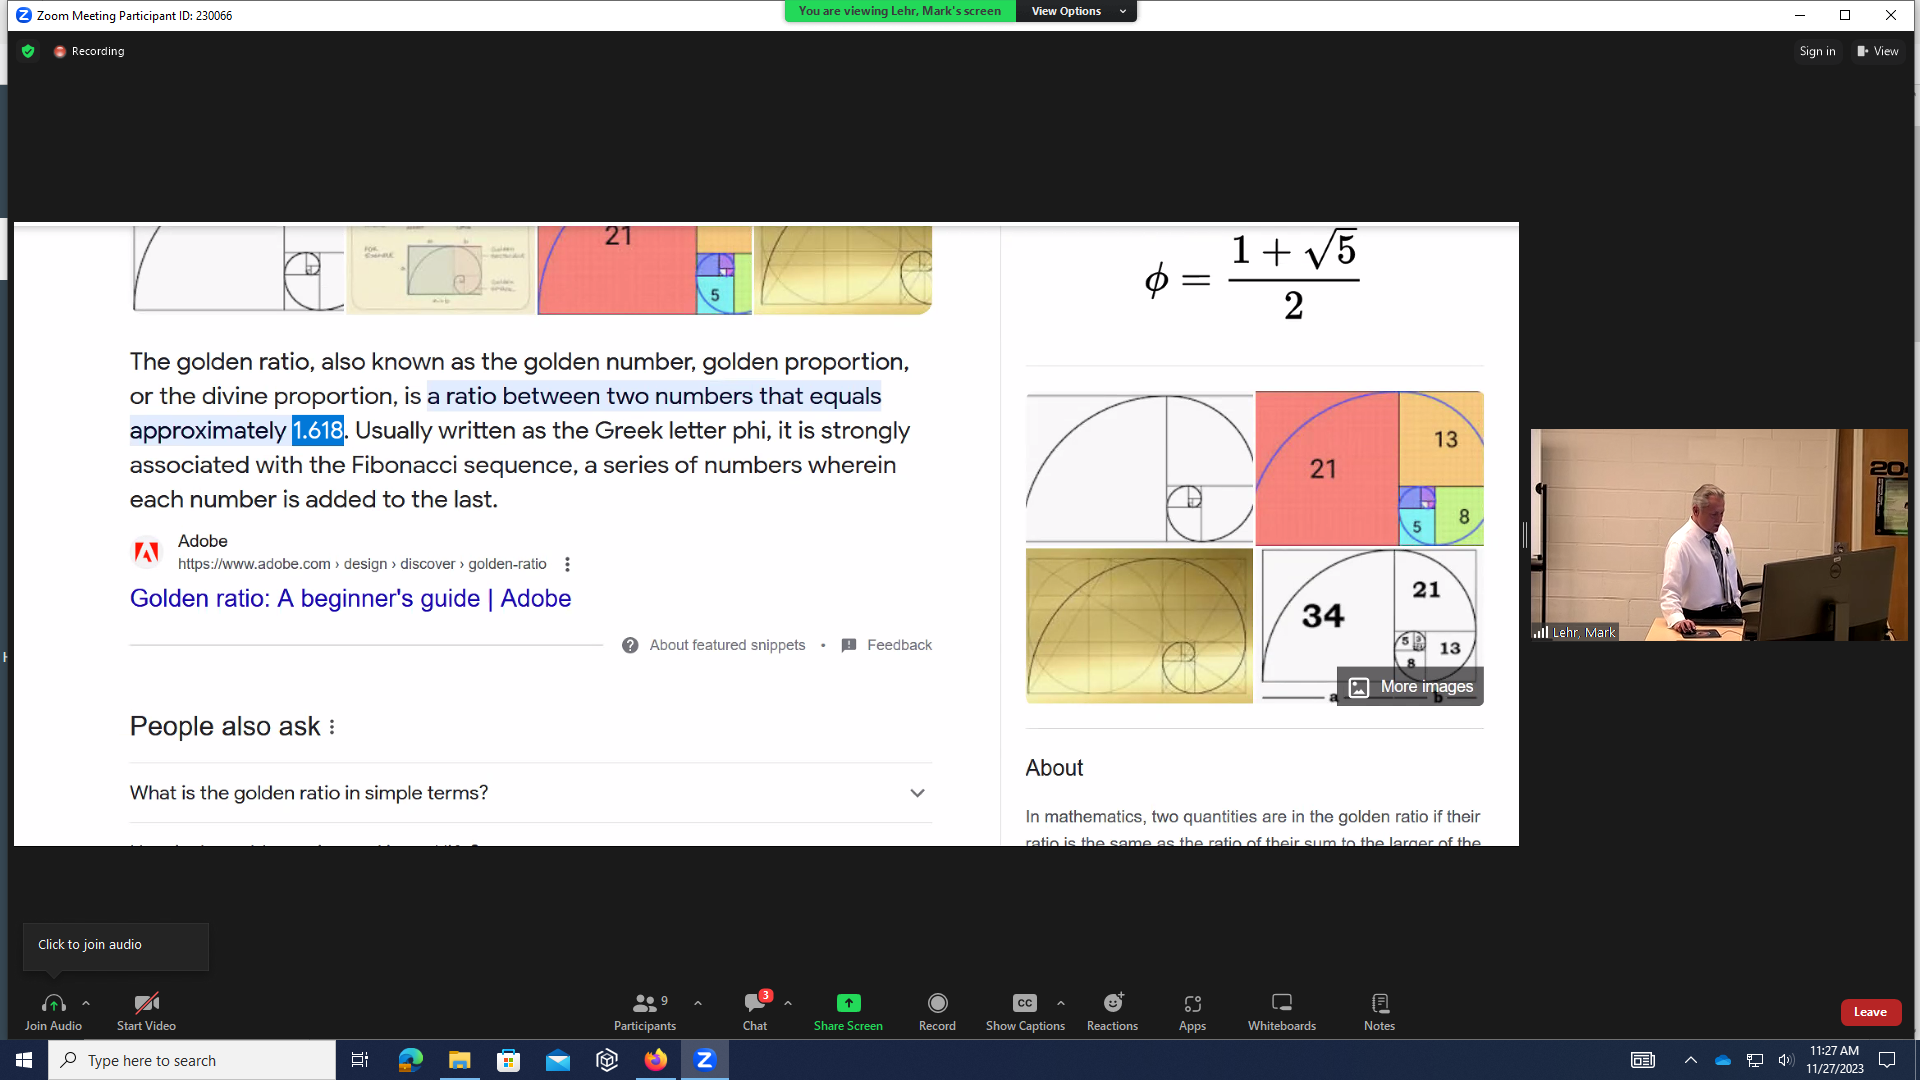 Zoom Meeting Participant ID: 230066
You are viewing Lehr, Mark's screen
View Options
Recording
Sign in
View
21
5
ϕ = (1 + √5) / 2
The golden ratio, also known as the golden number, golden proportion,
or the divine proportion, is a ratio between two numbers that equals
approximately 1.618. Usually written as the Greek letter phi, it is strongly
associated with the Fibonacci sequence, a series of numbers wherein
each number is added to the last.
Adobe
https://www.adobe.com › design › discover › golden-ratio
Golden ratio: A beginner's guide | Adobe
About featured snippets • Feedback
People also ask
What is the golden ratio in simple terms?
21
13
5
8
34
21
5
3
13
8
a
b
More images
About
In mathematics, two quantities are in the golden ratio if their
ratio is the same as the ratio of their sum to the larger of the
Lehr, Mark
Click to join audio
Join Audio
Start Video
9
Participants
3
Chat
Share Screen
Record
CC
Show Captions
Reactions
Apps
Whiteboards
Notes
Leave
Type here to search
11:27 AM
11/27/2023